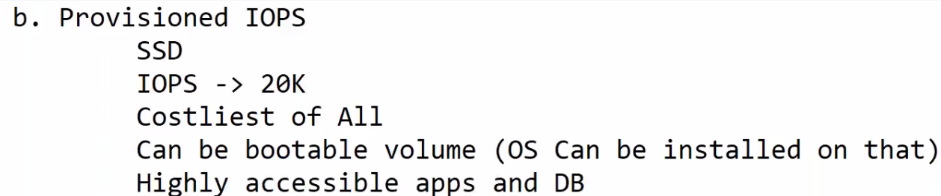 b. Provisioned IOPS
SSD
IOPS -> 20K
Costliest of All
Can be bootable volume (OS Can be installed on that)
Highly accessible apps and DB